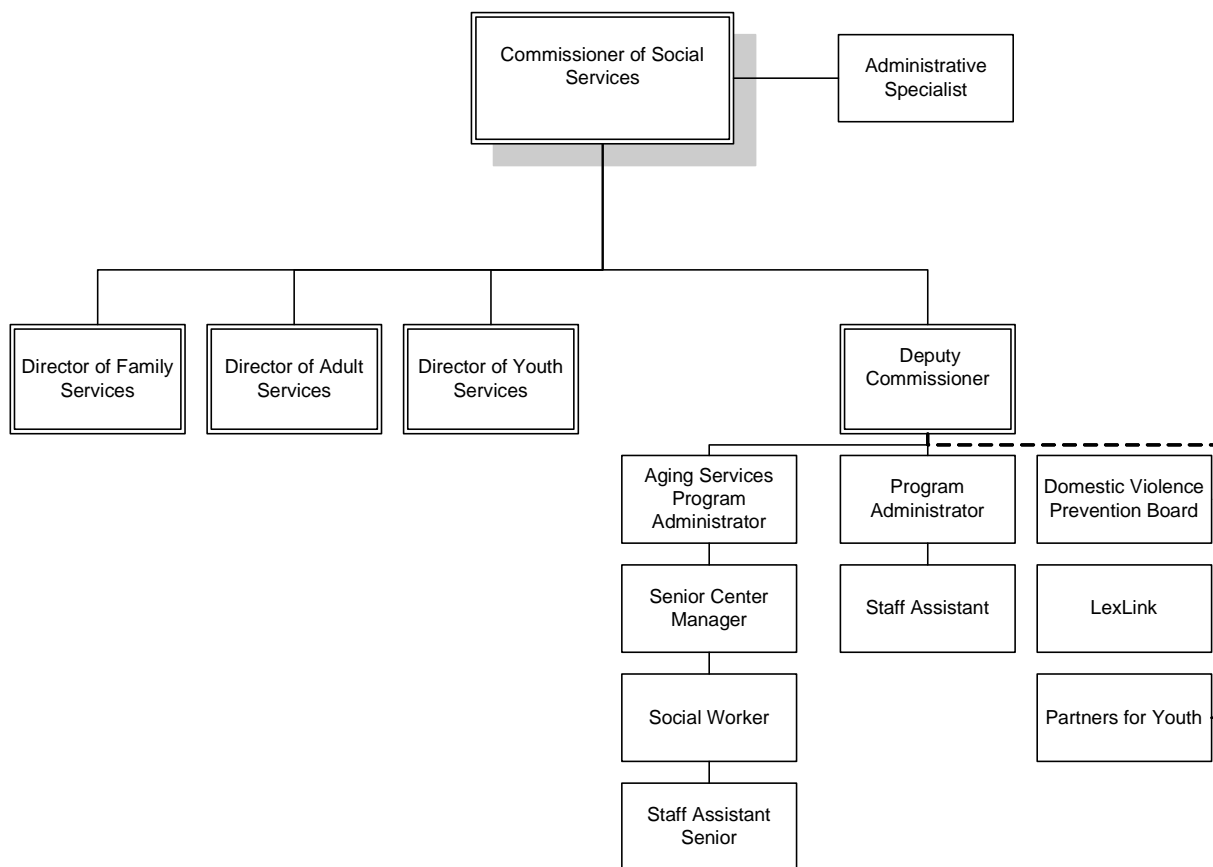 Commissioner of Social
Services
Administrative
Specialist
Director of Family
Services
Director of Adult
Services
Director of Youth
Services
Deputy
Commissioner
Aging Services
Program
Administrator
Program
Administrator
Domestic Violence
Prevention Board
Senior Center
Manager
Staff Assistant
LexLink
Social Worker
Partners for Youth
Staff Assistant
Senior